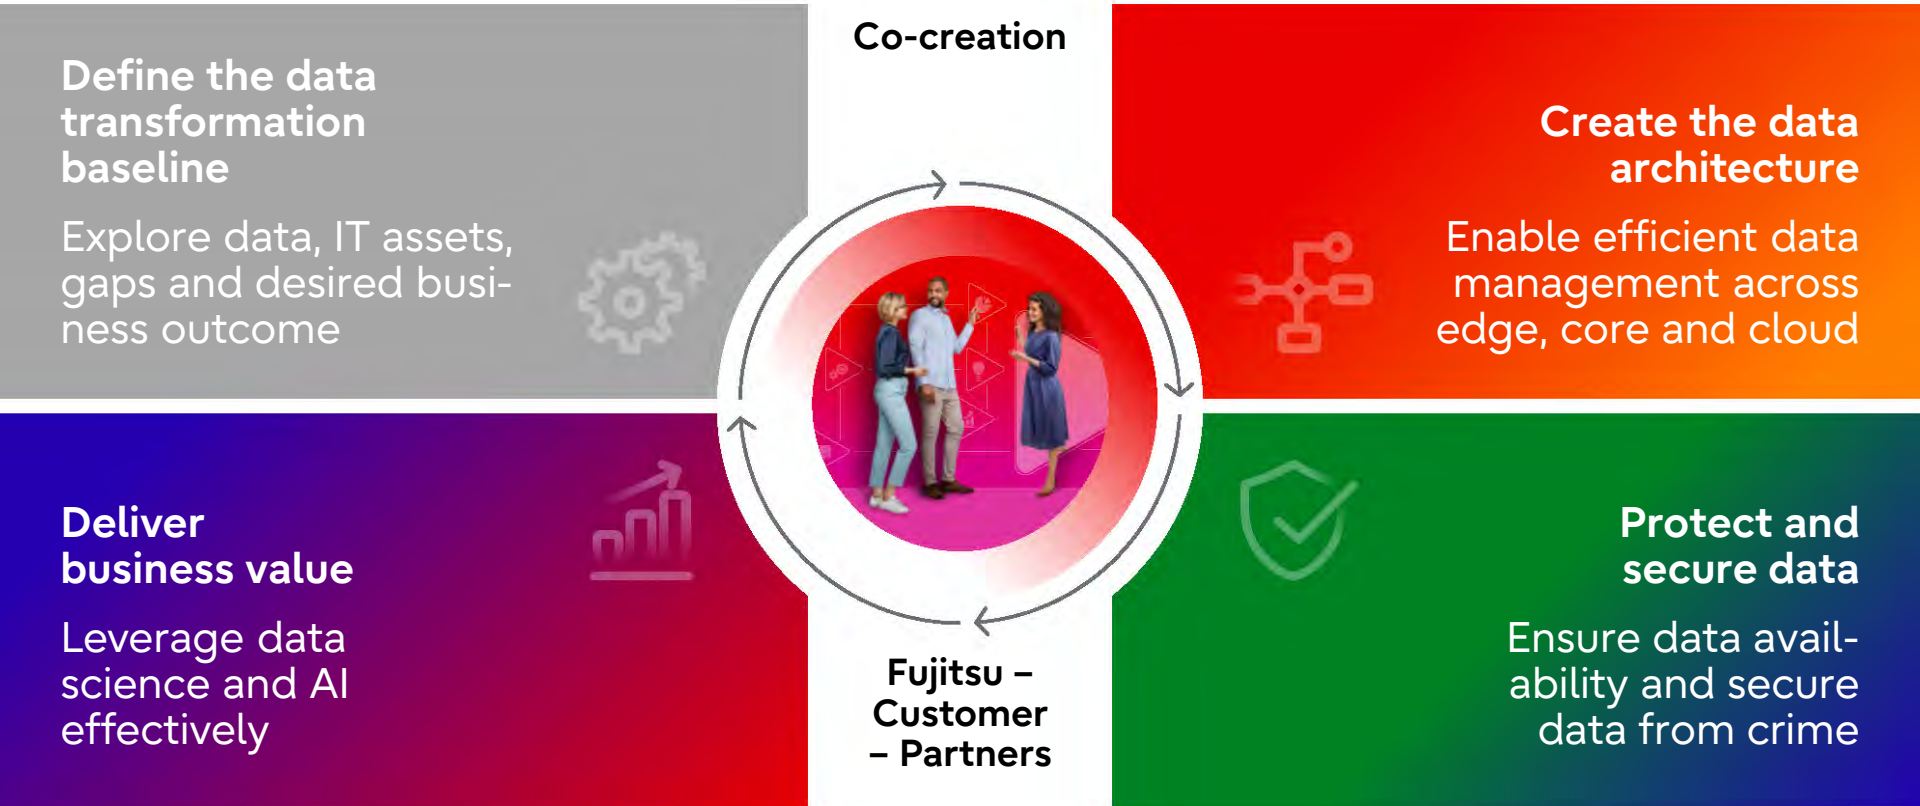 Co-creation
Define the data
transformation
baseline
Explore data, IT assets,
gaps and desired busi-
ness outcome
Create the data
architecture
Enable efficient data
management across
edge, core and cloud
Deliver
business value
Leverage data
science and AI
effectively
Fujitsu –
Customer
– Partners
Protect and
secure data
Ensure data avail-
ability and secure
data from crime